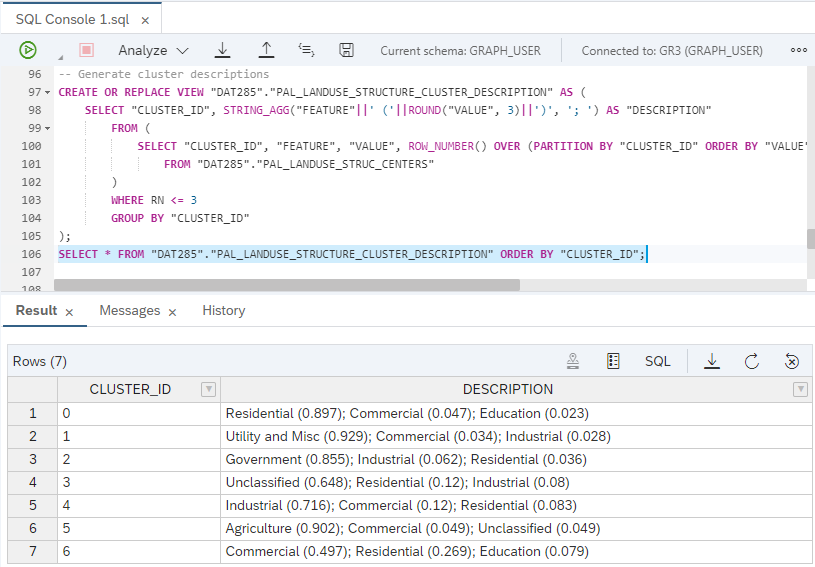 SQL Console 1.sql ×
Analyze Current schema: GRAPH_USER Connected to: GR3 (GRAPH_USER)
96 -- Generate cluster descriptions
97 CREATE OR REPLACE VIEW "DAT285"."PAL_LANDUSE_STRUCTURE_CLUSTER_DESCRIPTION" AS (
98 SELECT "CLUSTER_ID", STRING_AGG("FEATURE"||' ('||ROUND("VALUE", 3)||')', '; ') AS "DESCRIPTION"
99 FROM (
100 SELECT "CLUSTER_ID", "FEATURE", "VALUE", ROW_NUMBER() OVER (PARTITION BY "CLUSTER_ID" ORDER BY "VALUE"
101 FROM "DAT285"."PAL_LANDUSE_STRUC_CENTERS"
102 )
103 WHERE RN <= 3
104 GROUP BY "CLUSTER_ID"
105 );
106 SELECT * FROM "DAT285"."PAL_LANDUSE_STRUCTURE_CLUSTER_DESCRIPTION" ORDER BY "CLUSTER_ID";
107
108
Result × Messages × History
Rows (7) SQL
CLUSTER_ID DESCRIPTION
1 0 Residential (0.897); Commercial (0.047); Education (0.023)
2 1 Utility and Misc (0.929); Commercial (0.034); Industrial (0.028)
3 2 Government (0.855); Industrial (0.062); Residential (0.036)
4 3 Unclassified (0.648); Residential (0.12); Industrial (0.08)
5 4 Industrial (0.716); Commercial (0.12); Residential (0.083)
6 5 Agriculture (0.902); Commercial (0.049); Unclassified (0.049)
7 6 Commercial (0.497); Residential (0.269); Education (0.079)